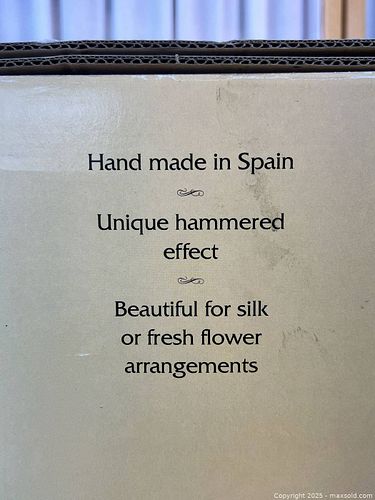 Hand made in Spain
Unique hammered
effect
Beautiful for silk
or fresh flower
arrangements
Copyright 2025 - maxsold.com